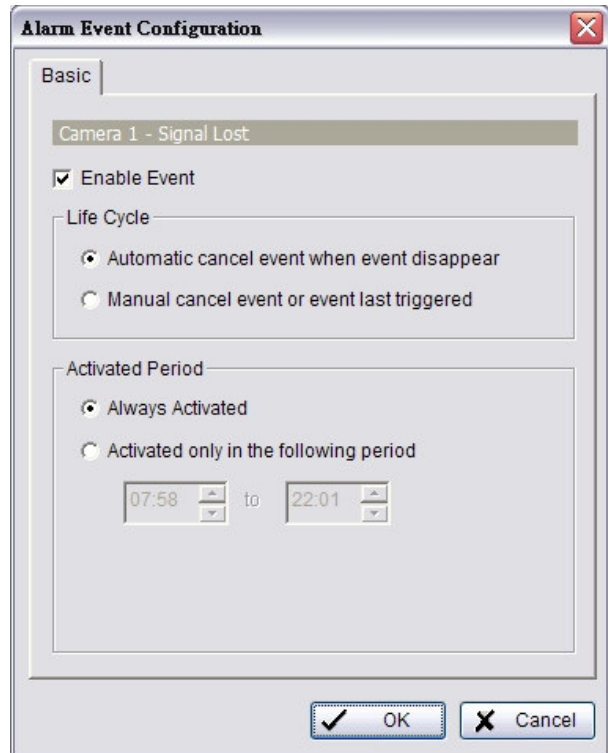 Alarm Event Configuration
Basic
Camera 1 - Signal Lost
Enable Event
Life Cycle
Automatic cancel event when event disappear
Manual cancel event or event last triggered
Activated Period
Always Activated
Activated only in the following period
07:58 to 22:01
OK Cancel